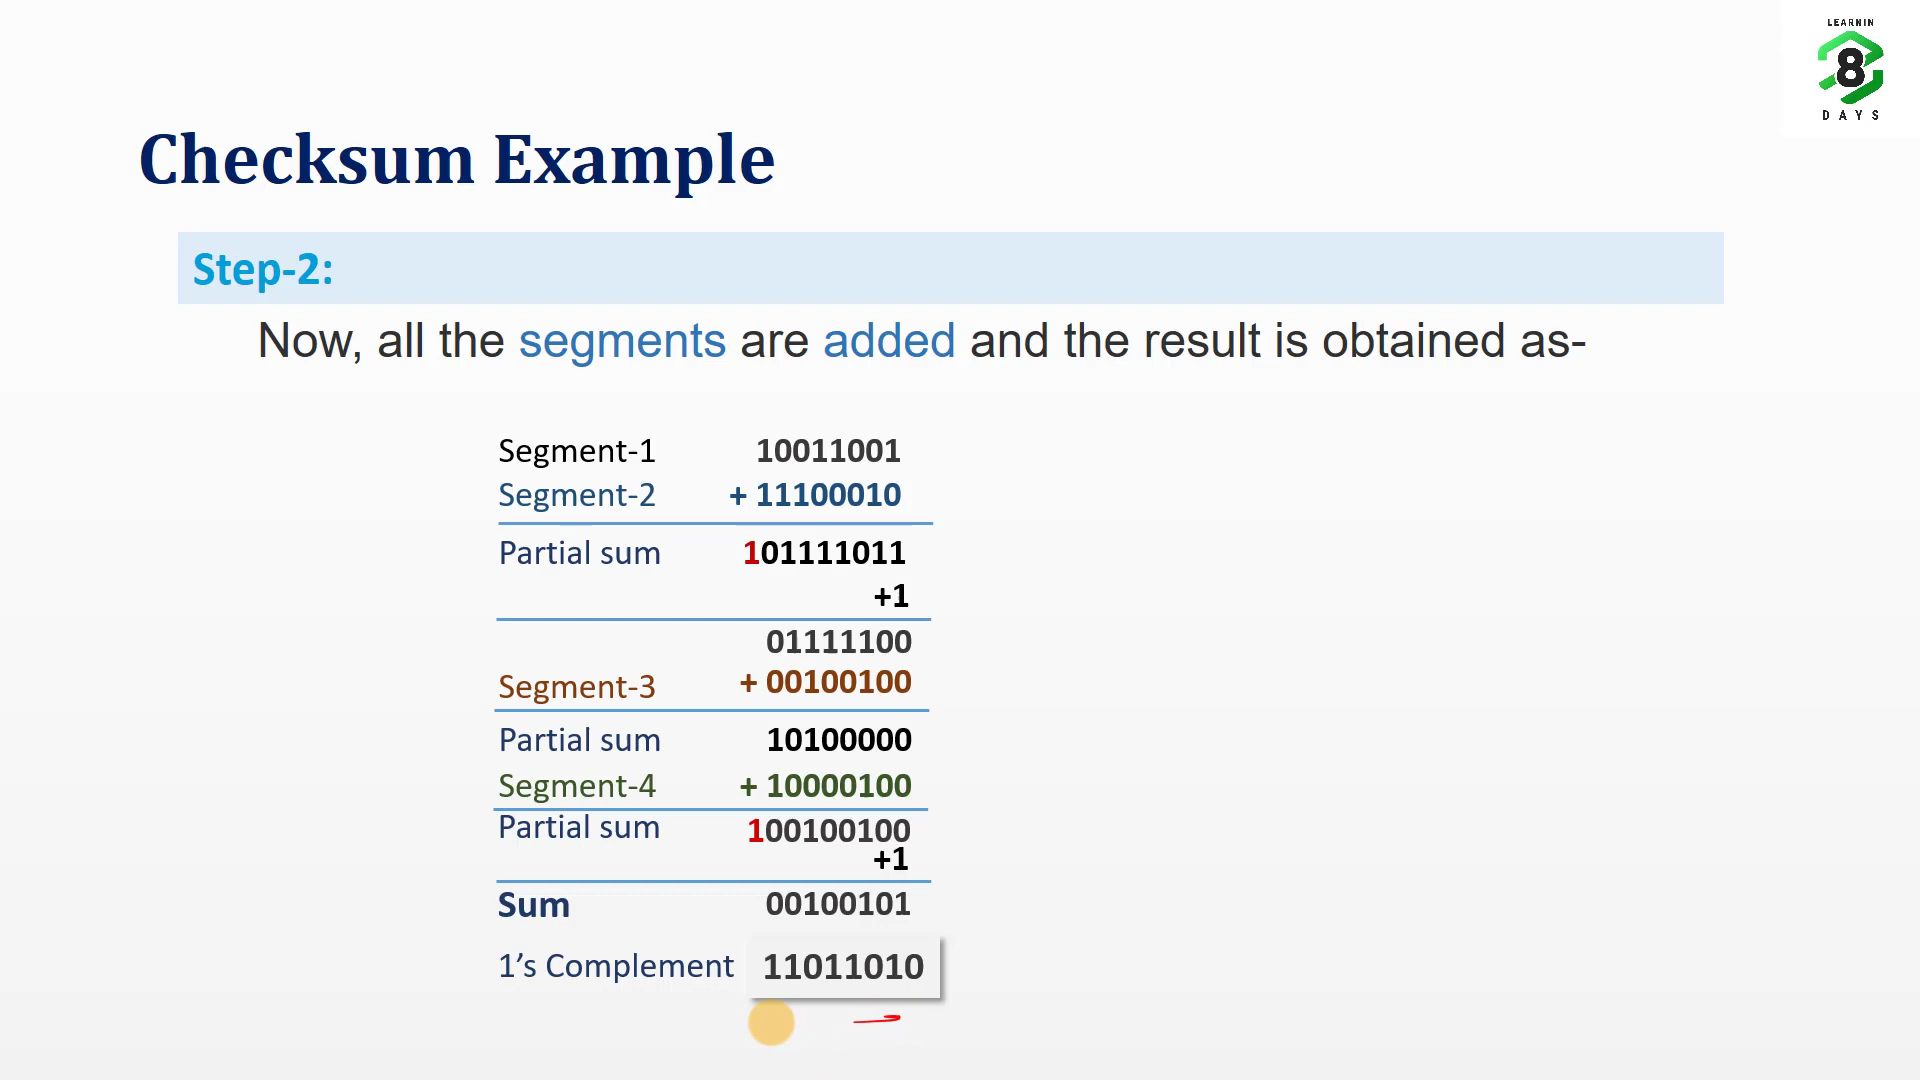 LEARNIN
8
DAYS
Checksum Example
Step-2:
Now, all the segments are added and the result is obtained as-
Segment-1 10011001
Segment-2 + 11100010
Partial sum 101111011
+1
01111100
Segment-3 + 00100100
Partial sum 10100000
Segment-4 + 10000100
Partial sum 100100100
+1
Sum 00100101
1’s Complement 11011010